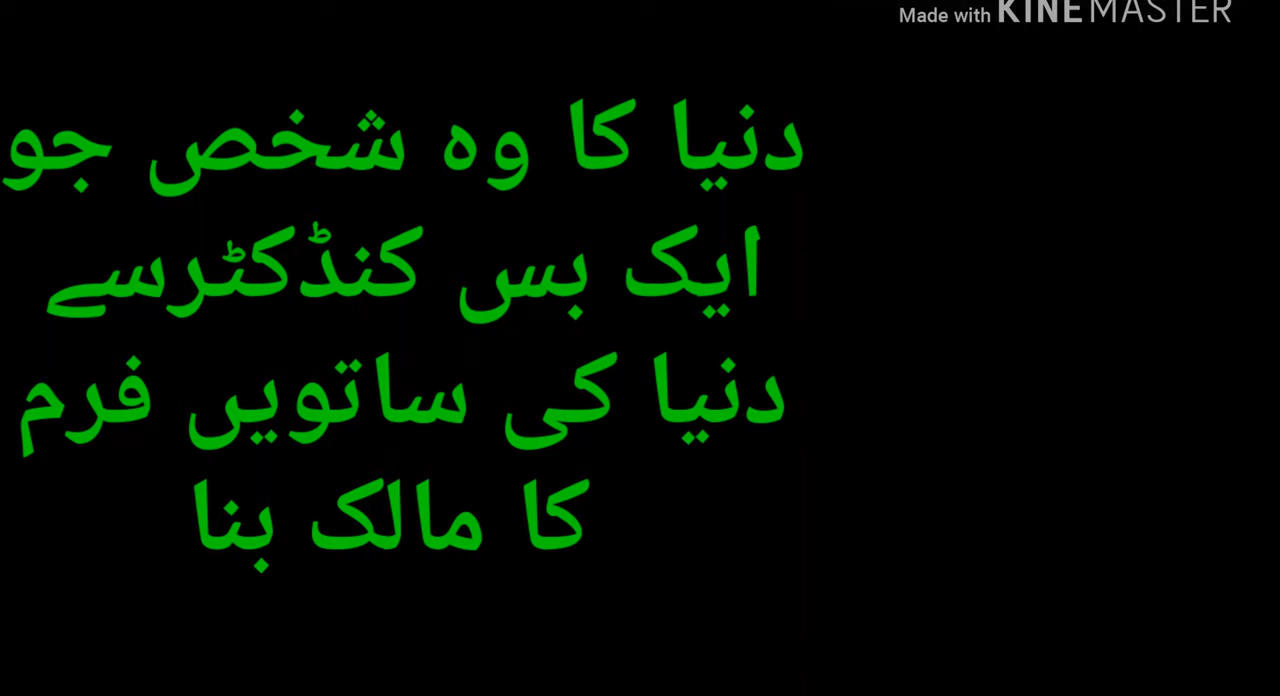 Made with KINEMASTER
دنیا کا وہ شخص جو
ایک بس کنڈکٹرسے
دنیا کی ساتویں فرم
کا مالک بنا